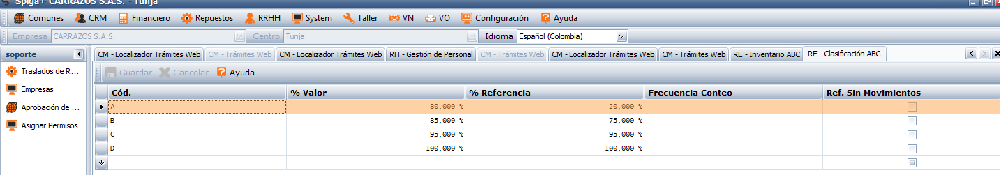 Spiga+ CARRAZOS S.A.S. - Tunja
Comunes CRM Financiero Repuestos RRHH System Taller VN VO Configuración Ayuda
Empresa CARRAZOS S.A.S. Centro Tunja Idioma Español (Colombia)
soporte
CM - Localizador Trámites Web CM - Trámites Web CM - Localizador Trámites Web RH - Gestión de Personal CM - Trámites Web CM - Localizador Trámites Web CM - Trámites Web RE - Inventario ABC RE - Clasificación ABC
Traslados de R...
Empresas
Aprobación de ...
Asignar Permisos
Guardar Cancelar Ayuda
Cód. % Valor % Referencia Frecuencia Conteo Ref. Sin Movimientos
A 80,000 % 20,000 %
B 85,000 % 75,000 %
C 95,000 % 95,000 %
D 100,000 % 100,000 %